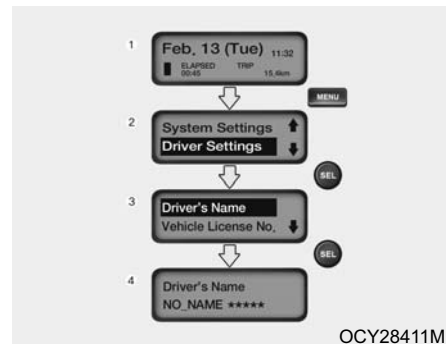 1
Feb, 13 (Tue) 11:32
ELAPSED TRIP
00:45 15,4km
MENU
2
System Settings
Driver Settings
SEL
3
Driver's Name
Vehicle License No,
SEL
4
Driver's Name
NO_NAME *****
OCY28411M